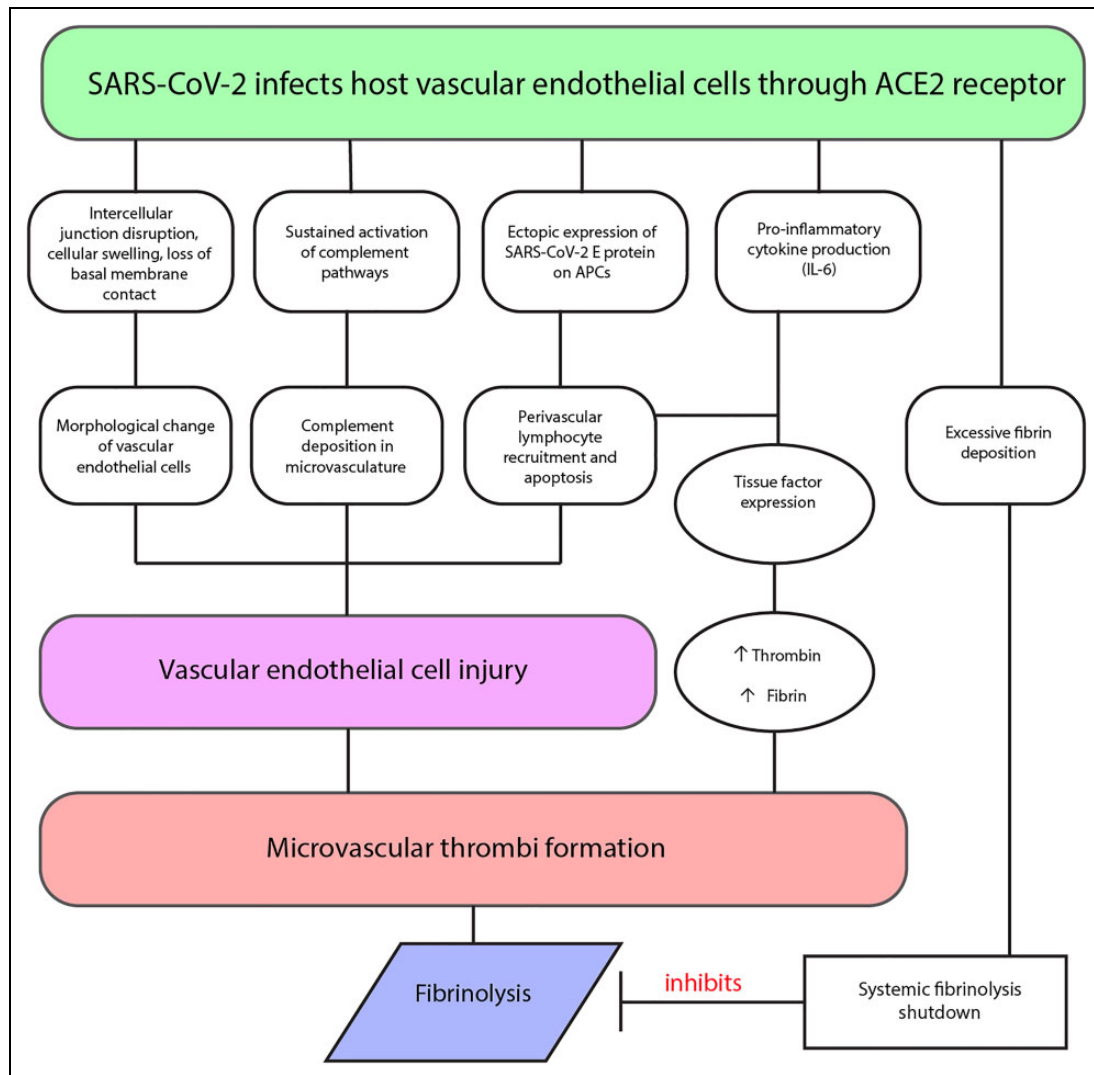 SARS-CoV-2 infects host vascular endothelial cells through ACE2 receptor
Intercellular
junction disruption,
cellular swelling, loss of
basal membrane
contact
Sustained activation
of complement
pathways
Ectopic expression of
SARS-CoV-2 E protein
on APCs
Pro-inflammatory
cytokine production
(IL-6)
Morphological change
of vascular
endothelial cells
Complement
deposition in
microvasculature
Perivascular
lymphocyte
recruitment and
apoptosis
Tissue factor
expression
Excessive fibrin
deposition
Vascular endothelial cell injury
↑ Thrombin
↑ Fibrin
Microvascular thrombi formation
Fibrinolysis
inhibits
Systemic fibrinolysis
shutdown